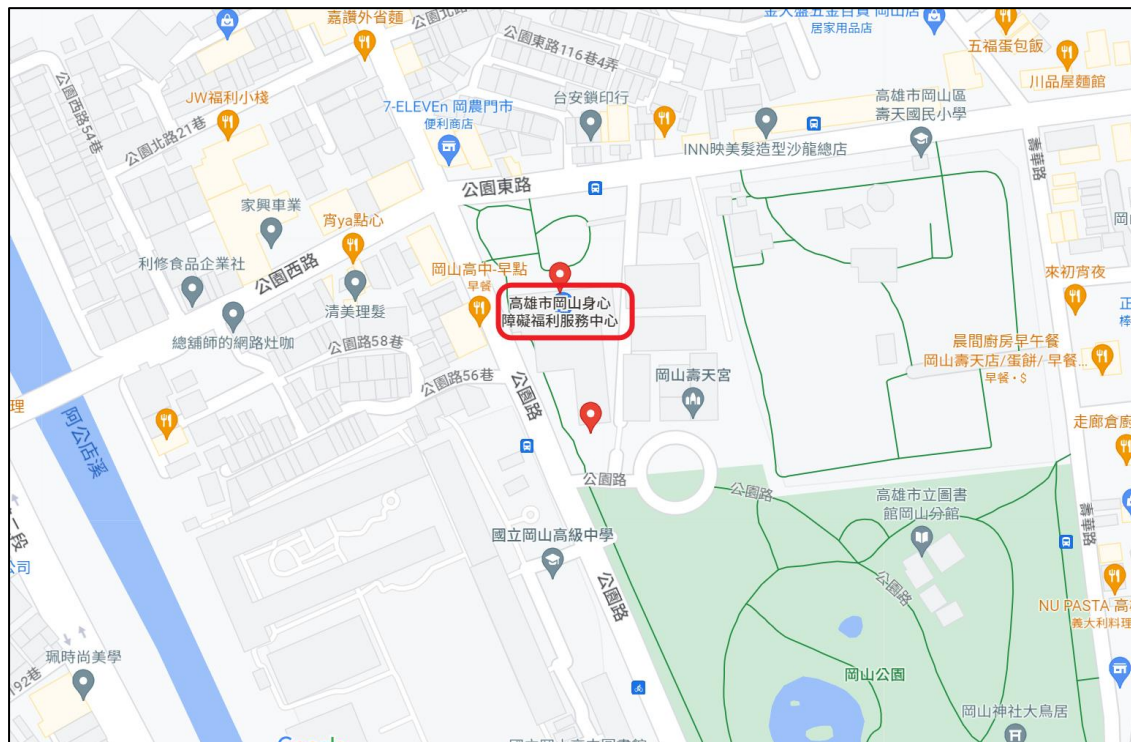 嘉讚外省麵
公園北路
居家用品店
五福蛋包飯
公園東路116巷4弄
川品屋麵館
公園西路54巷
JW福利小棧
公園北路21巷
7-ELEVEn 岡農門市
便利商店
台安鎖印行
高雄市岡山區
壽天國民小學
INN映美髮造型沙龍總店
壽華路
公園東路
家興車業
宵ya點心
利修食品企業社
公園西路
清美理髮
岡山高中-早點
早餐
高雄市岡山身心
障礙福利服務中心
來初宵夜
總舖師的網路灶咖
公園路58巷
晨間廚房早午餐
岡山壽天店/蛋餅/早餐...
早餐·$
公園路56巷
公園路
岡山壽天宮
理
走廊倉廚
阿公店溪
公園路
公園路
高雄市立圖書
館岡山分館
壽華路
國立岡山高級中學
一段
公司
公園路
公園路
NU PASTA 高雄
義大利料理
珮時尚美學
192巷
岡山公園
岡山神社大鳥居